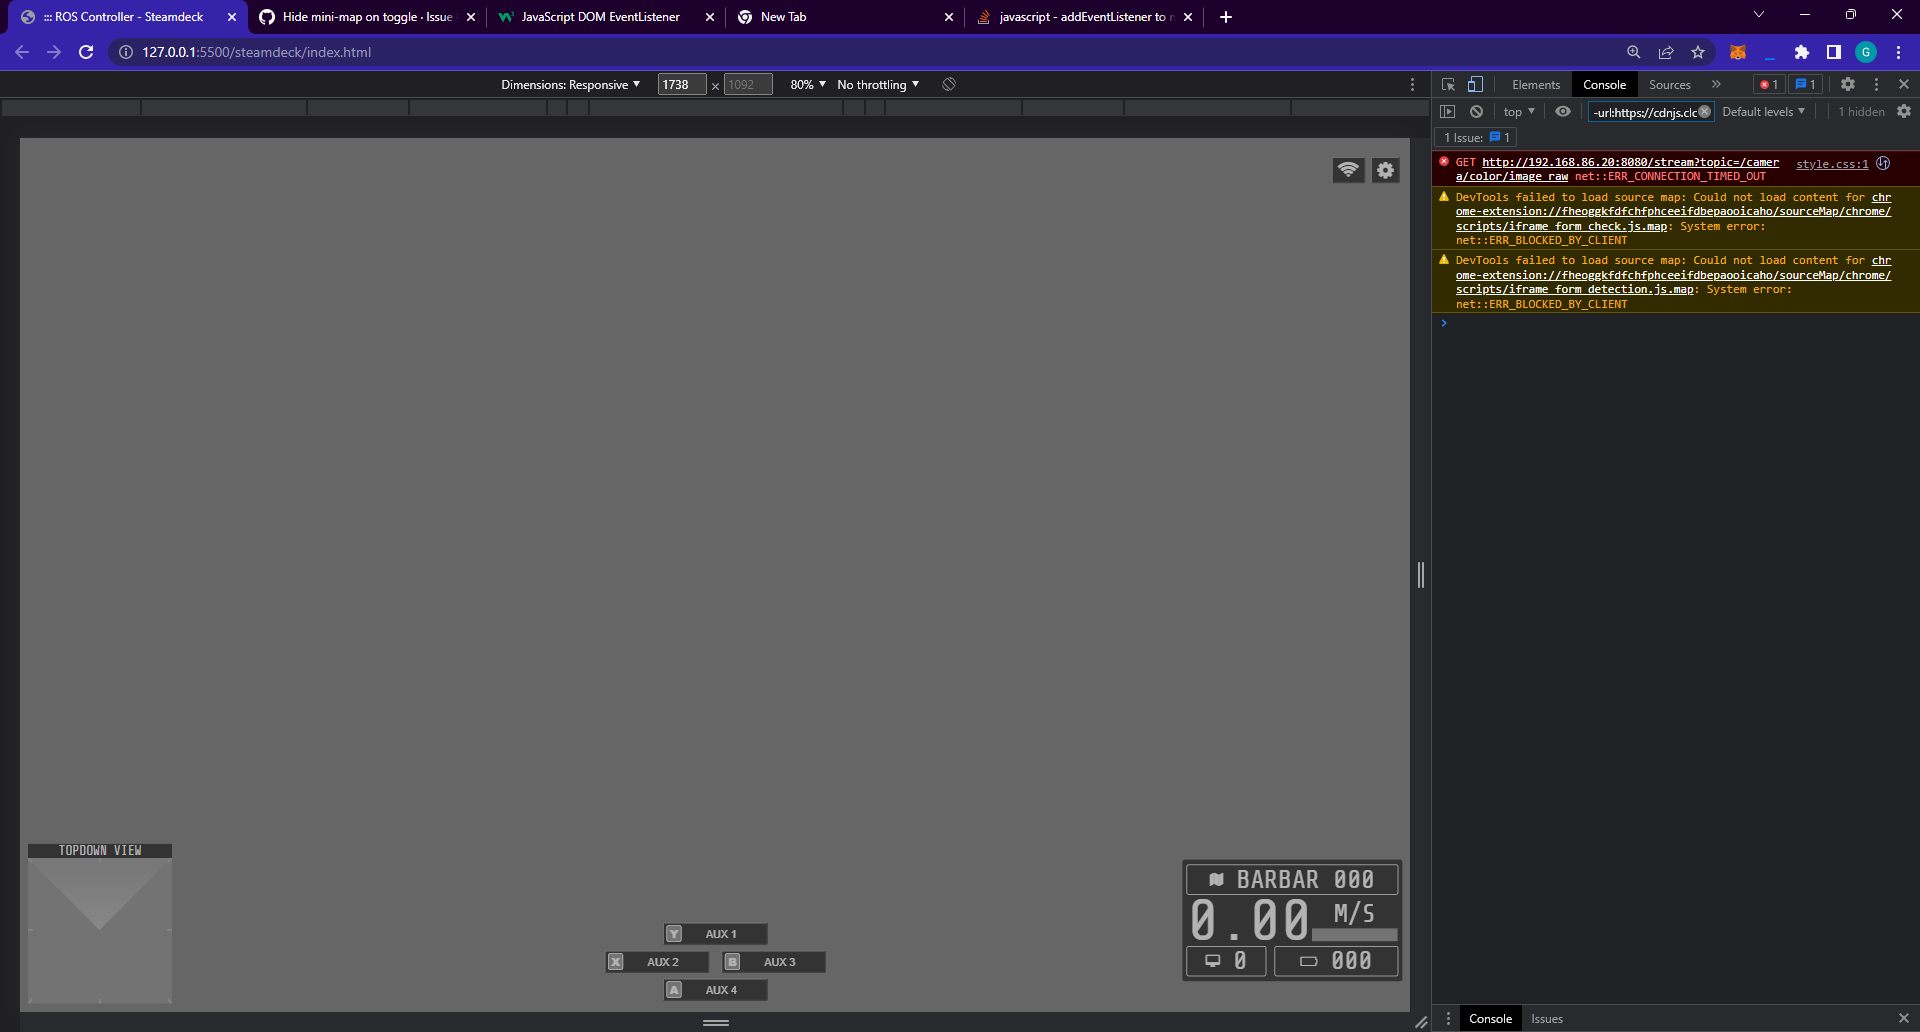 ::: ROS Controller - Steamdeck
Hide mini-map on toggle · Issue
JavaScript DOM EventListener
New Tab
javascript - addEventListener to
127.0.0.1:5500/steamdeck/index.html
G
Dimensions: Responsive
1738
×
1092
80%
No throttling
Elements
Console
Sources
1
1
top
-url:https://cdnjs.clc
Default levels
1 hidden
1 Issue:
1
GET http://192.168.86.20:8080/stream?topic=/camer
a/color/image_raw net::ERR_CONNECTION_TIMED_OUT
style.css:1
DevTools failed to load source map: Could not load content for chr
ome-extension://fheoggkfdfchfphceeifdbepaooicaho/sourceMap/chrome/
scripts/iframe_form_check.js.map: System error:
net::ERR_BLOCKED_BY_CLIENT
DevTools failed to load source map: Could not load content for chr
ome-extension://fheoggkfdfchfphceeifdbepaooicaho/sourceMap/chrome/
scripts/iframe_form_detection.js.map: System error:
net::ERR_BLOCKED_BY_CLIENT
TOPDOWN VIEW
Y AUX 1
X AUX 2
B AUX 3
A AUX 4
BARBAR 000
0.00 M/S
0
000
Console
Issues